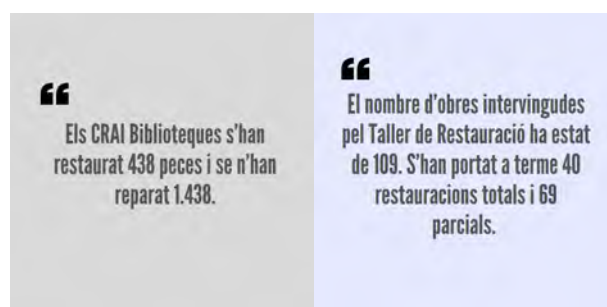 “
Els CRAI Biblioteques s’han
restaurat 438 peces i se n’han
reparat 1.438.
“
El nombre d’obres intervingudes
pel Taller de Restauració ha estat
de 109. S’han portat a terme 40
restauracions totals i 69
parcials.